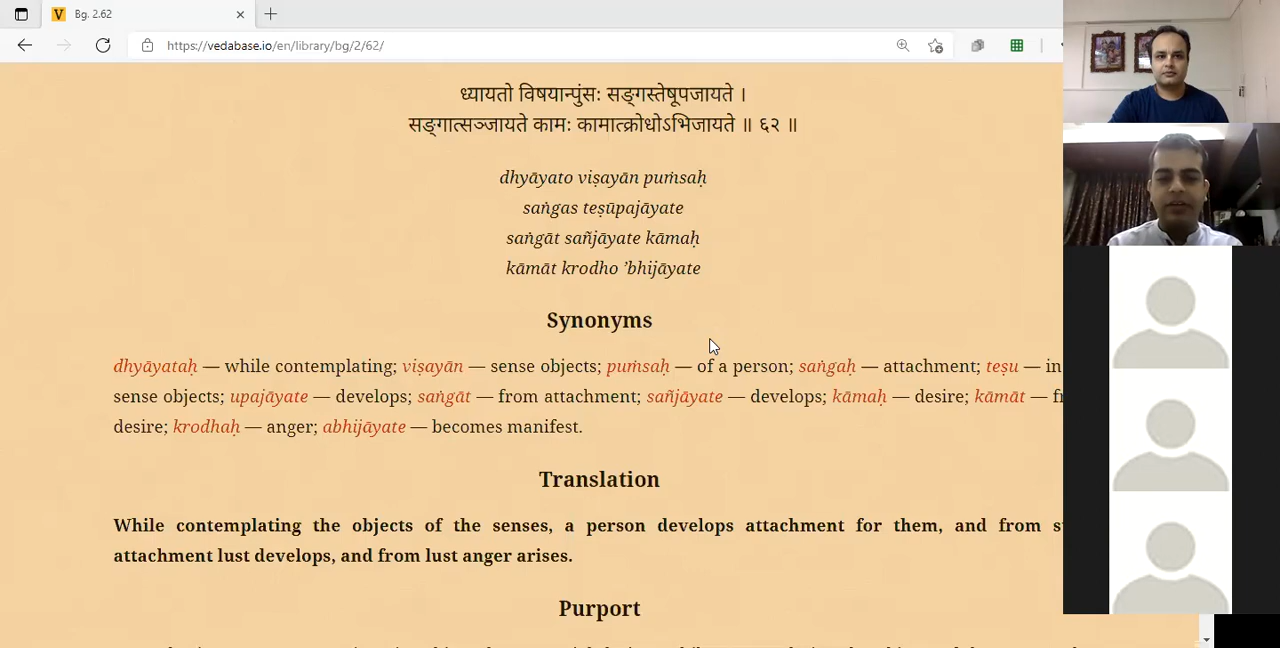 Bg. 2.62
https://vedabase.io/en/library/bg/2/62/
ध्यायतो विषयान्पुंसः सङ्गस्तेषूपजायते ।
सङ्गात्सञ्जायते कामः कामात्क्रोधोऽभिजायते ॥ ६२ ॥
dhyāyato viṣayān puṁsaḥ
saṅgas teṣūpajāyate
saṅgāt sañjāyate kāmaḥ
kāmāt krodho ’bhijāyate
Synonyms
dhyāyataḥ — while contemplating; viṣayān — sense objects; puṁsaḥ — of a person; saṅgaḥ — attachment; teṣu — in
sense objects; upajāyate — develops; saṅgāt — from attachment; sañjāyate — develops; kāmaḥ — desire; kāmāt —
desire; krodhaḥ — anger; abhijāyate — becomes manifest.
Translation
While contemplating the objects of the senses, a person develops attachment for them, and from
attachment lust develops, and from lust anger arises.
Purport